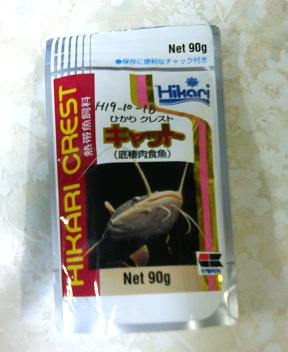 Net 90g
●保存に便利なチャック付き
Hikari
H19-10-18
ひかり クレスト
キャット
(底棲肉食魚)
HIKARI CREST
熱帯魚飼料
Net 90g